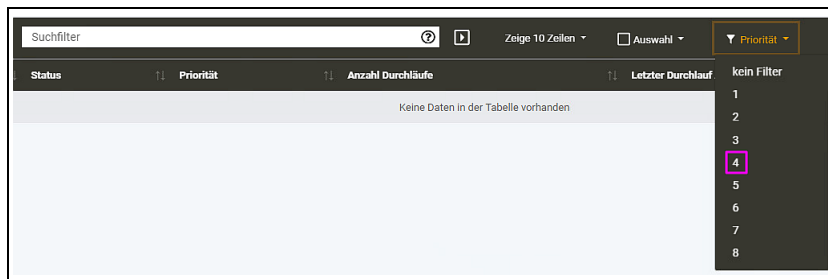 Suchfilter
Zeige 10 Zeilen
Auswahl
Priorität
Status
Priorität
Anzahl Durchläufe
Letzter Durchlauf
Keine Daten in der Tabelle vorhanden
kein Filter
1
2
3
4
5
6
7
8